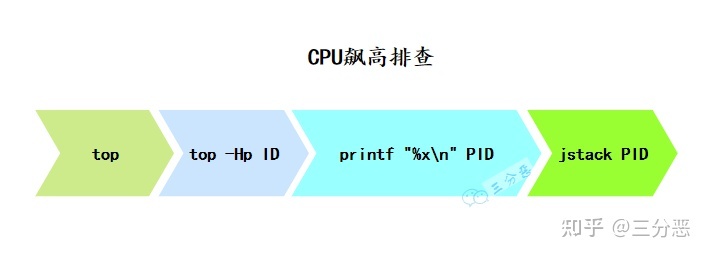 CPU飙高排查
top
top -Hp ID
printf "%x\n" PID
jstack PID
三分恶
知乎 @三分恶